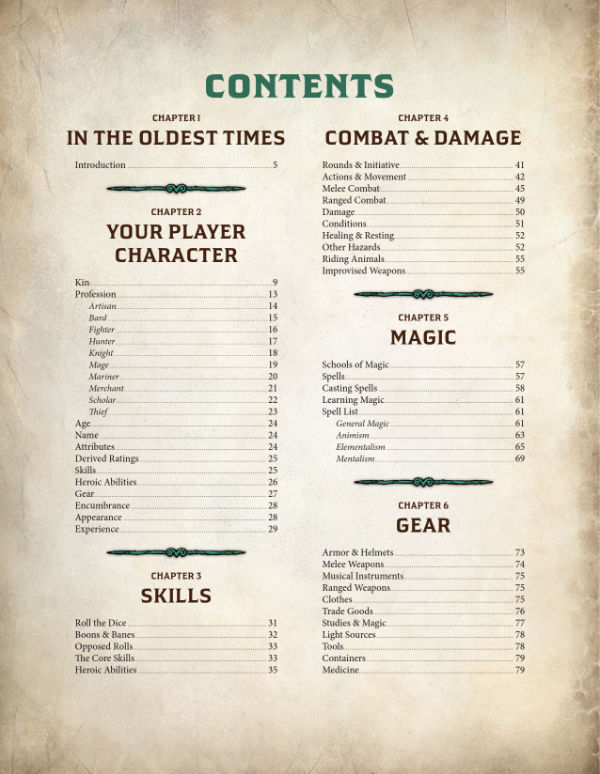 CONTENTS
CHAPTER 1
IN THE OLDEST TIMES
Introduction 5
CHAPTER 2
YOUR PLAYER
CHARACTER
Kin 9
Profession 13
Artisan 14
Bard 15
Fighter 16
Hunter 17
Knight 18
Mage 19
Mariner 20
Merchant 21
Scholar 22
Thief 23
Age 24
Name 24
Attributes 24
Derived Ratings 25
Skills 25
Heroic Abilities 26
Gear 27
Encumbrance 28
Appearance 28
Experience 29
CHAPTER 3
SKILLS
Roll the Dice 31
Boons & Banes 32
Opposed Rolls 33
The Core Skills 33
Heroic Abilities 35
CHAPTER 4
COMBAT & DAMAGE
Rounds & Initiative 41
Actions & Movement 42
Melee Combat 45
Ranged Combat 49
Damage 50
Conditions 51
Healing & Resting 52
Other Hazards 52
Riding Animals 55
Improvised Weapons 55
CHAPTER 5
MAGIC
Schools of Magic 57
Spells 57
Casting Spells 58
Learning Magic 61
Spell List 61
General Magic 61
Animism 63
Elementalism 65
Mentalism 69
CHAPTER 6
GEAR
Armor & Helmets 73
Melee Weapons 74
Musical Instruments 75
Ranged Weapons 75
Clothes 75
Trade Goods 76
Studies & Magic 77
Light Sources 78
Tools 78
Containers 79
Medicine 79